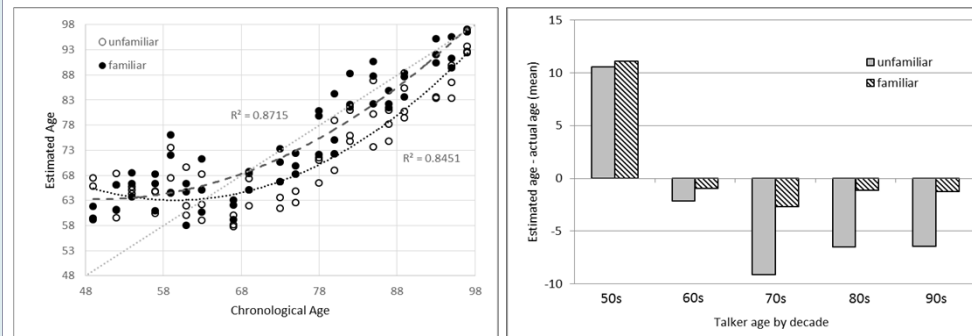 98
93
88
83
78
73
68
63
58
53
48
Estimated Age
unfamiliar
familiar
R² = 0.8715
R² = 0.8451
48 58 68 78 88 98
Chronological Age
15
10
5
0
-5
-10
Estimated age - actual age (mean)
unfamiliar
familiar
50s 60s 70s 80s 90s
Talker age by decade